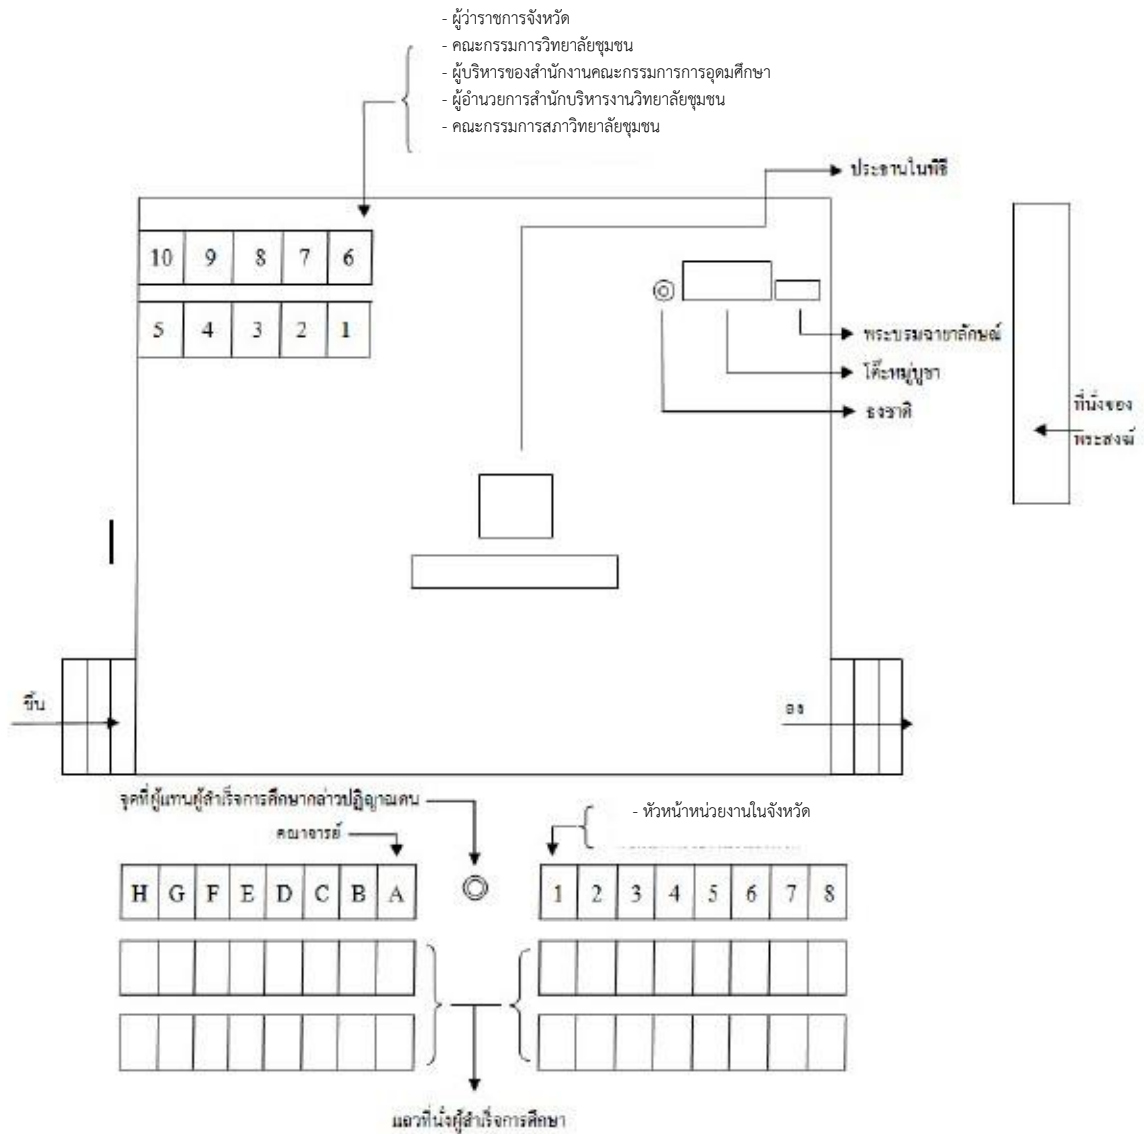 - ผู้ว่าราชการจังหวัด
- คณะกรรมการวิทยาลัยชุมชน
- ผู้บริหารของสำนักงานคณะกรรมการการอุดมศึกษา
- ผู้อำนวยการสำนักบริหารงานวิทยาลัยชุมชน
- คณะกรรมการสภาวิทยาลัยชุมชน
ประธานในพิธี
10 9 8 7 6
5 4 3 2 1
พระบรมฉายาลักษณ์
โต๊ะหมู่บูชา
ธงชาติ
ที่นั่งของ
พระสงฆ์
ขึ้น
ลง
จุดที่ผู้แทนผู้สำเร็จการศึกษากล่าวปฏิญาณตน
- หัวหน้าหน่วยงานในจังหวัด
คณาจารย์
H G F E D C B A
1 2 3 4 5 6 7 8
แถวที่นั่งผู้สำเร็จการศึกษา